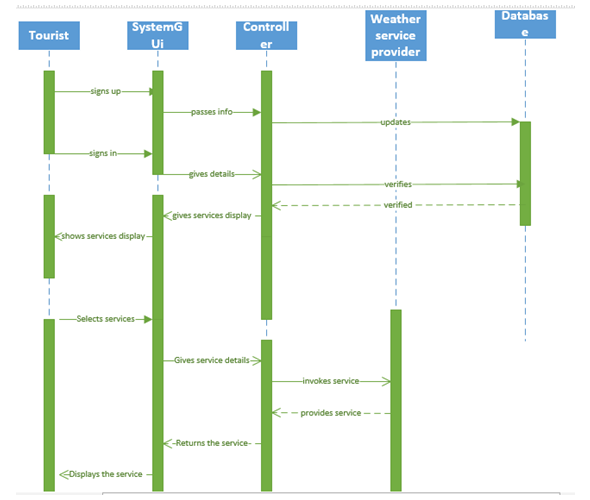 Tourist
SystemG
Ui
Controll
er
Weather
service
provider
Databas
e
signs up
passes info
updates
signs in
gives details
verifies
verified
gives services display
shows services display
Selects services
Gives service details
invokes service
provides service
Returns the service
Displays the service